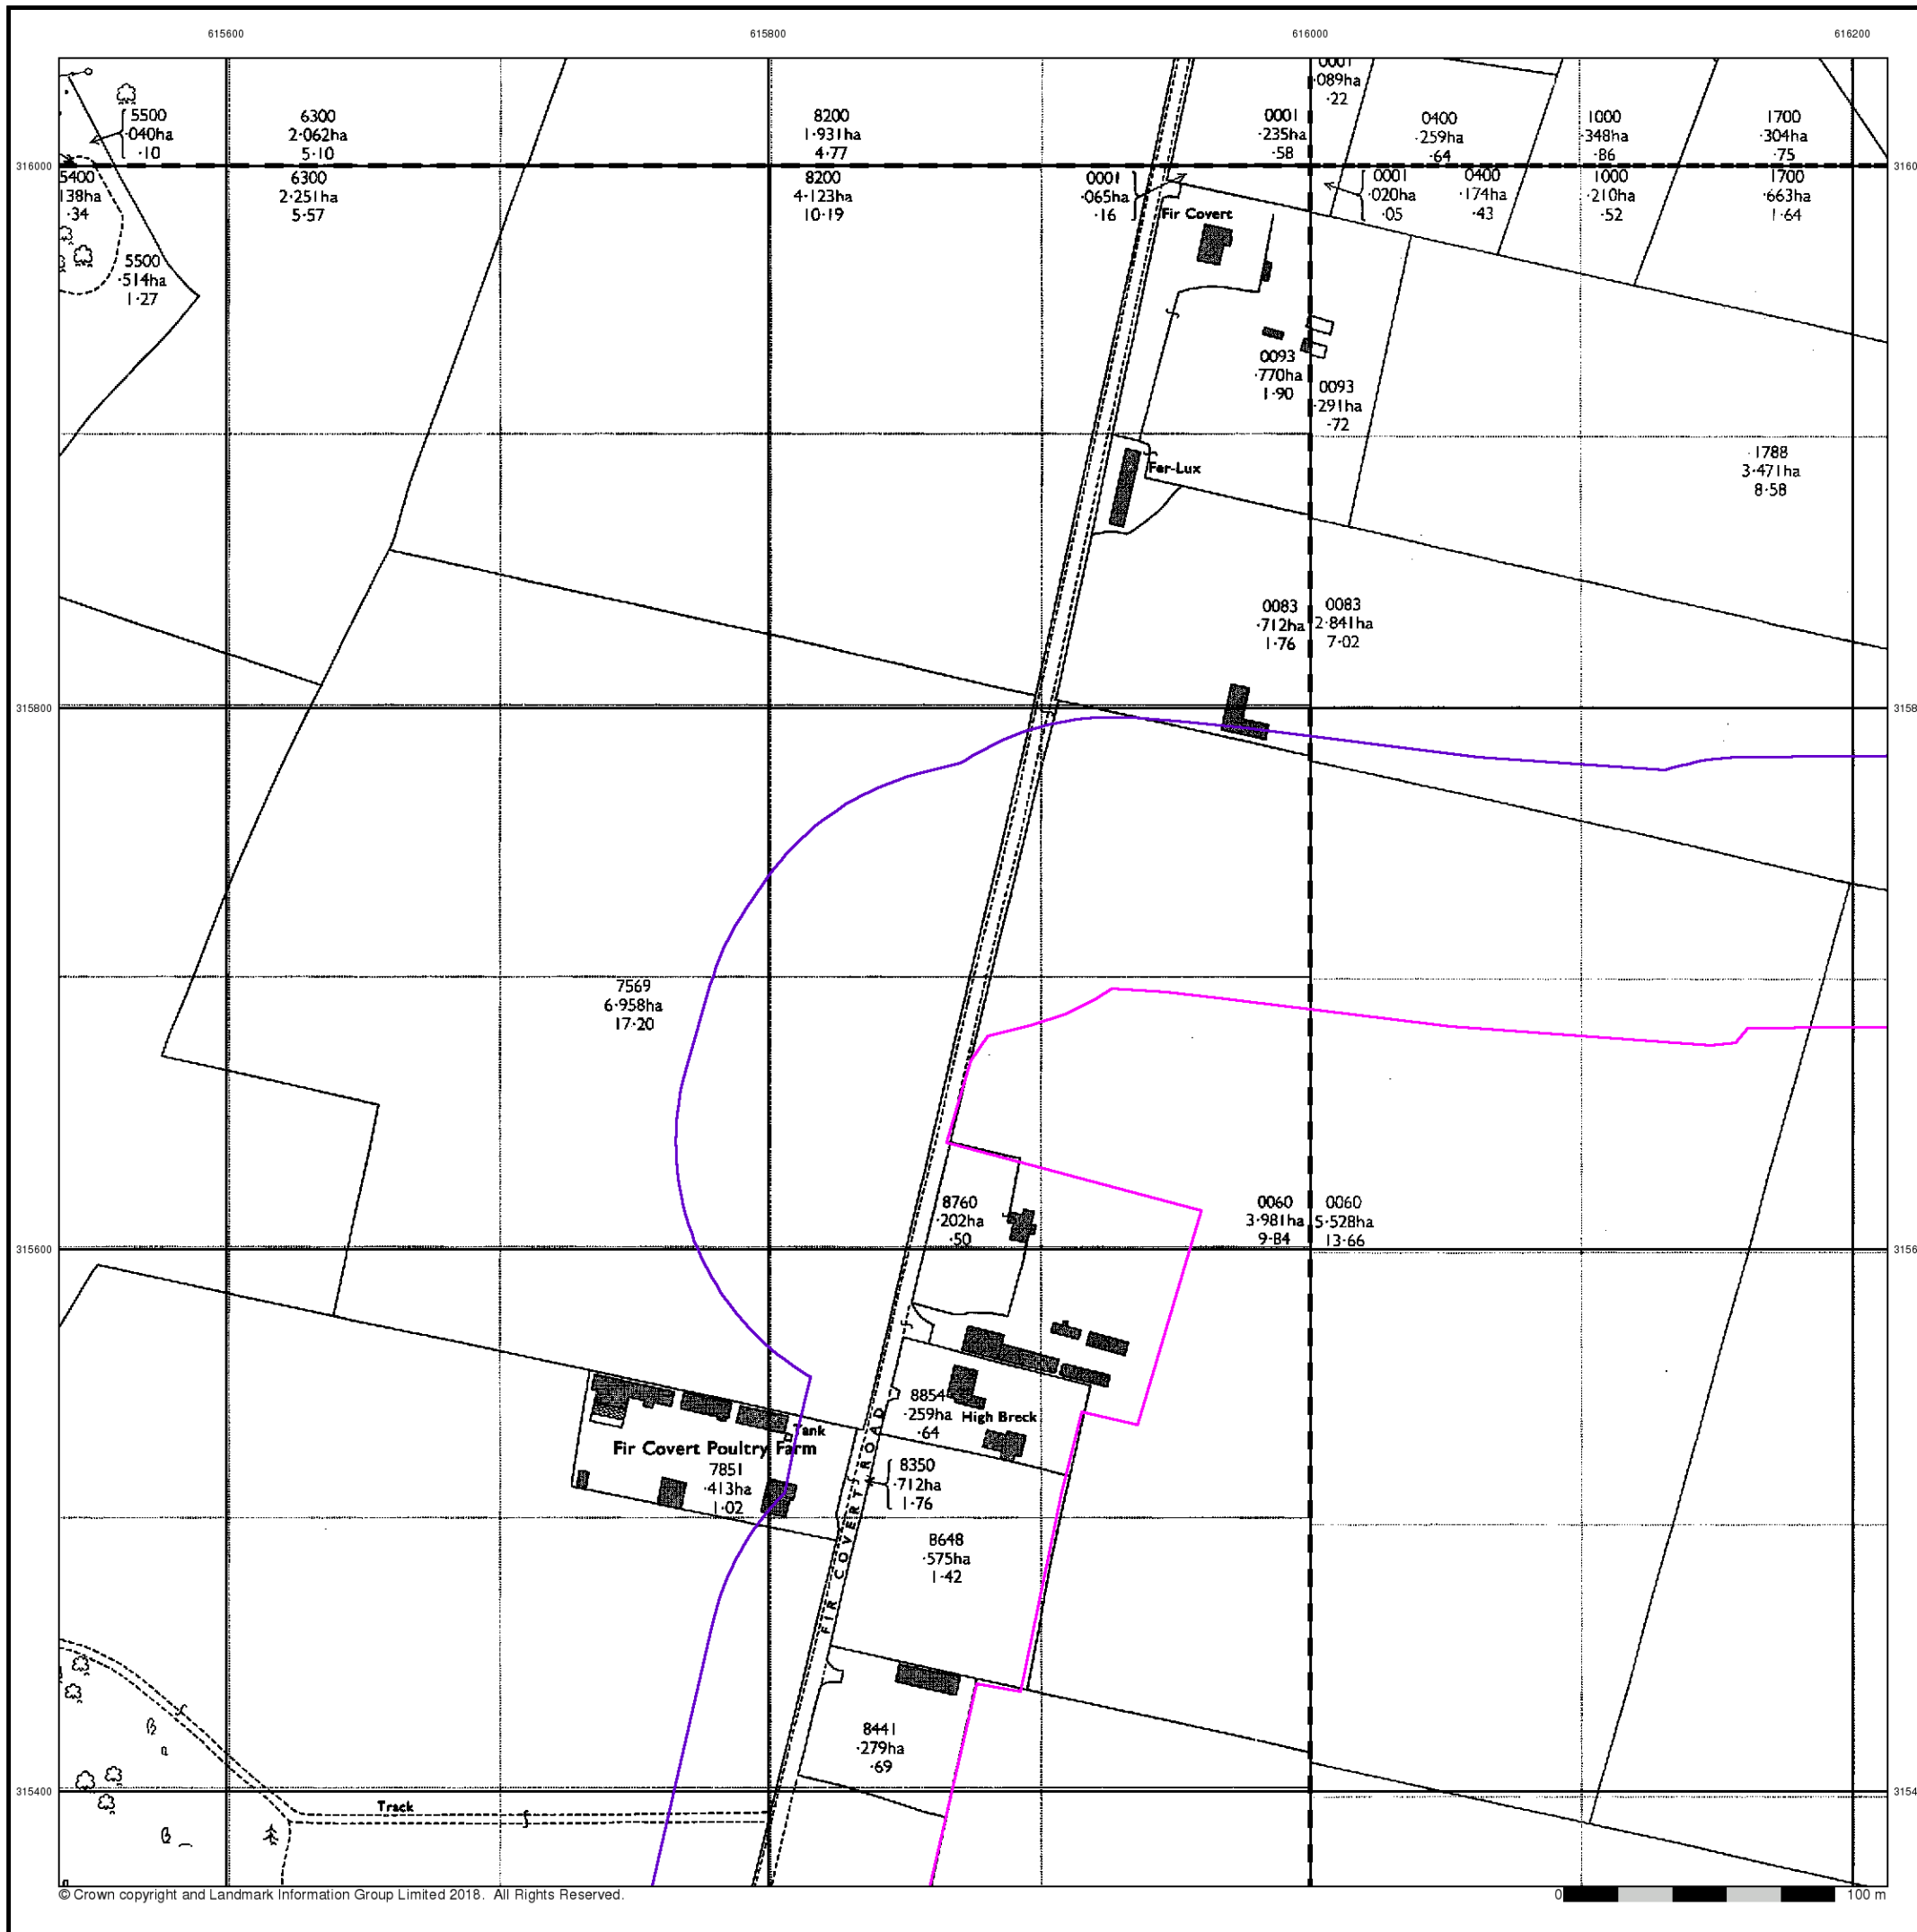 615600 615800 616000 616200
0001
·089ha
·22
5500
·040ha
·10
6300
2·062ha
5·10
8200
1·931ha
4·77
0001
·235ha
·58
0400
·259ha
·64
1000
·348ha
·86
1700
·304ha
·75
316000
3160
5400
138ha
·34
6300
2·251ha
5·57
8200
4·123ha
10·19
0001
·065ha
·16
0001
·020ha
·05
0400
·174ha
·43
1000
·210ha
·52
1700
·663ha
1·64
Fir Covert
5500
·514ha
1·27
0093
·770ha
1·90
0093
·291ha
·72
Fer-Lux
1788
3·471ha
8·58
0083
·712ha
1·76
0083
2·841ha
7·02
315800
3158
7569
6·958ha
17·20
8760
·202ha
·50
0060
3·981ha
9·84
0060
5·528ha
13·66
315600
3156
8854
·259ha
·64
High Breck
Tank
Fir Covert Poultry Farm
7851
·413ha
1·02
8350
·712ha
1·76
FIR COVERT ROAD
8648
·575ha
1·42
8441
·279ha
·69
315400
3154
Track
© Crown copyright and Landmark Information Group Limited 2018. All Rights Reserved.
0 100 m